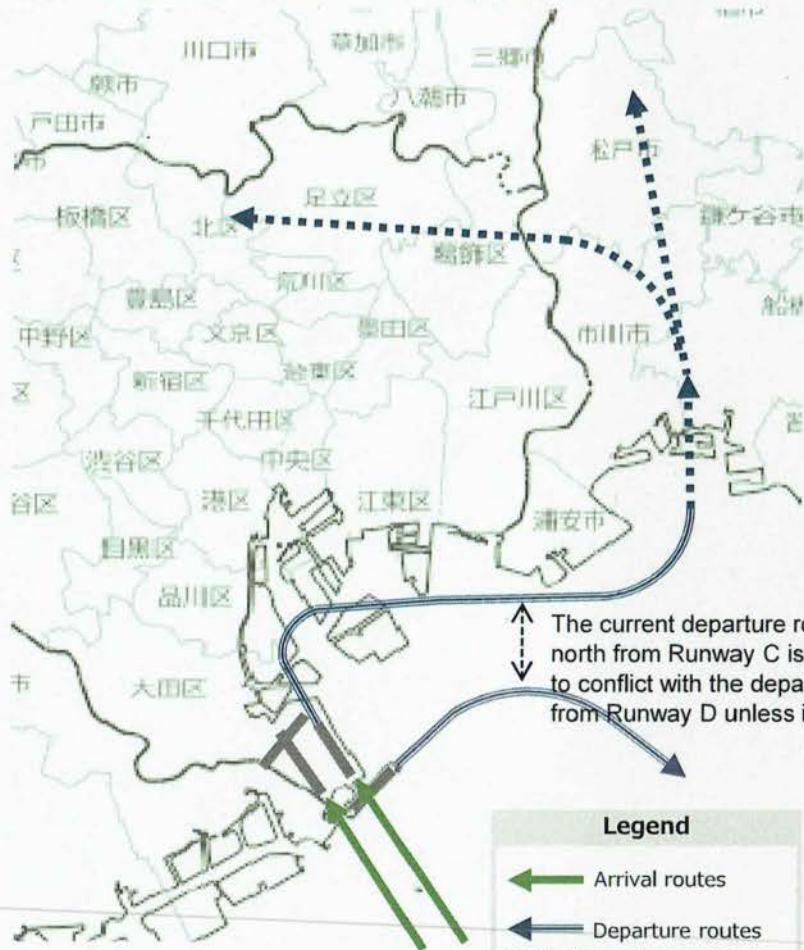 川口市
草加市
三郷市
蕨市
八潮市
戸田市
松戸市
足立区
板橋区
北区
鎌ケ谷市
葛飾区
荒川区
豊島区
船橋
中野区
文京区
墨田区
市川市
新宿区
台東区
江戸川区
千代田区
渋谷区
中央区
谷区
港区
江東区
浦安市
目黒区
品川区
The current departure ro
north from Runway C is
市
大田区
to conflict with the depa
from Runway D unless i
Legend
Arrival routes
Departure routes